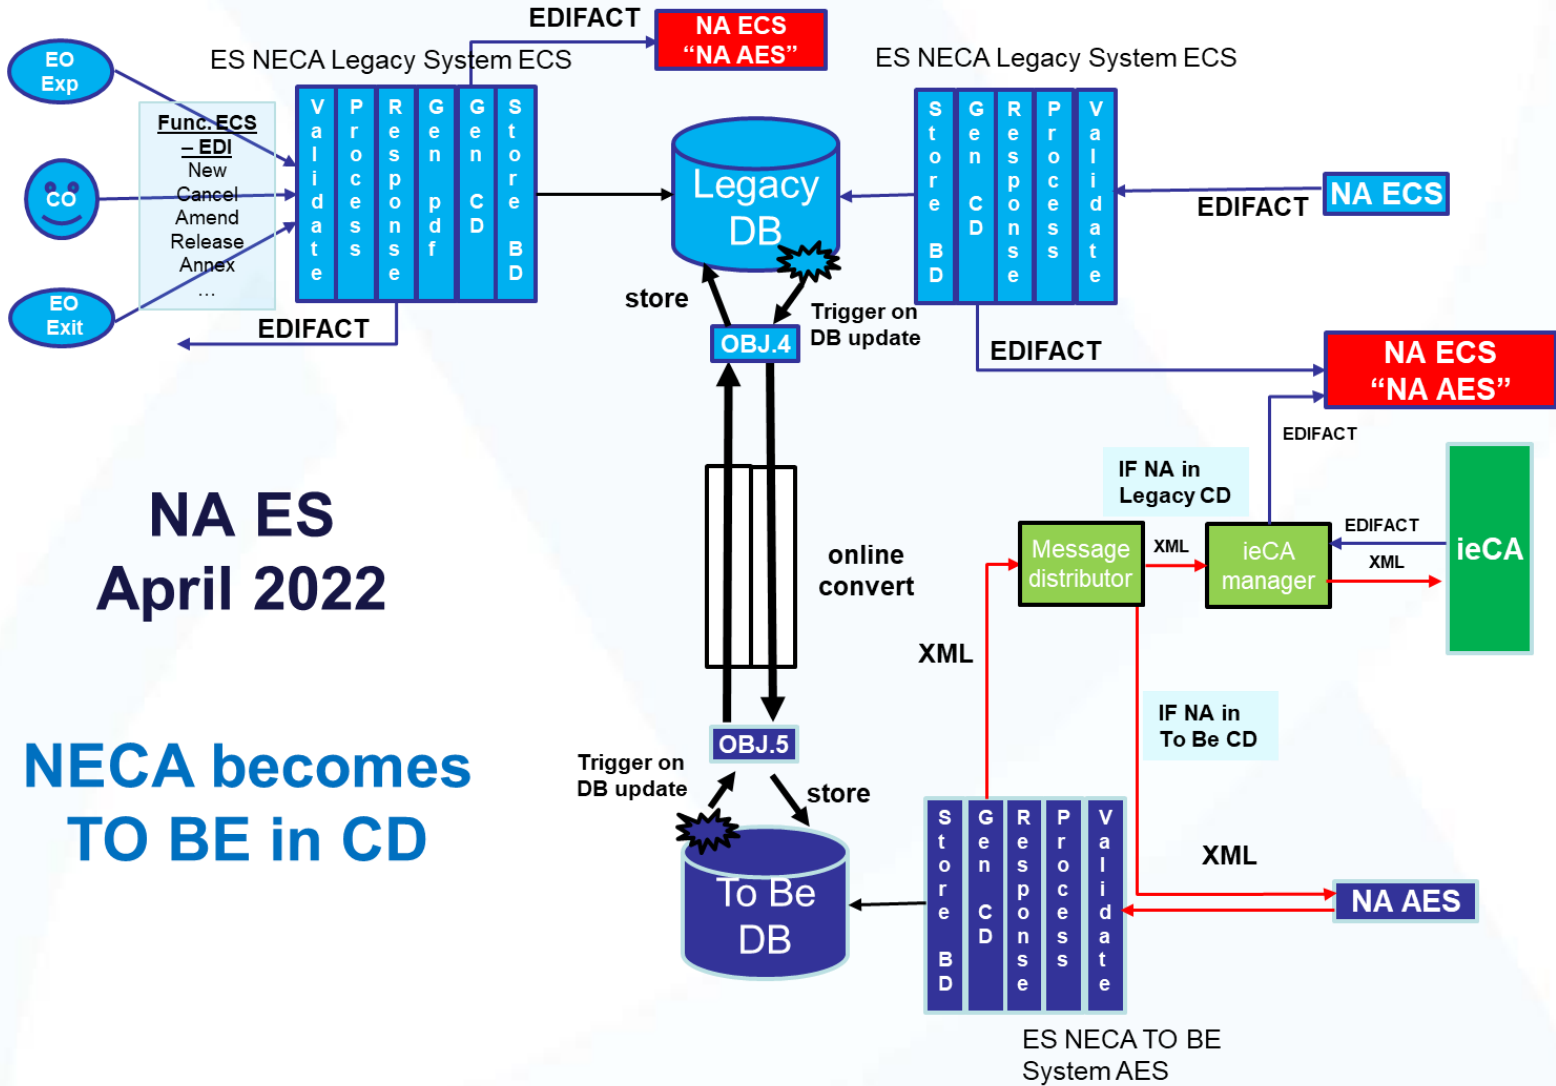 EDIFACT
NA ECS
“NA AES”
ES NECA Legacy System ECS
ES NECA Legacy System ECS
EO
Exp
Func. ECS
– EDI
New
Cancel
Amend
Release
Annex
...
CO
EO
Exit
Validate
Process
Response
Gen pdf
Gen CD
Store BD
EDIFACT
Legacy
DB
Store BD
Gen CD
Response
Process
Validate
EDIFACT
NA ECS
store
Trigger on
DB update
OBJ.4
EDIFACT
NA ECS
“NA AES”
EDIFACT
IF NA in
Legacy CD
NA ES
April 2022
online
convert
Message
distributor
XML
ieCA
manager
EDIFACT
XML
ieCA
XML
IF NA in
To Be CD
NECA becomes
TO BE in CD
OBJ.5
Trigger on
DB update
store
To Be
DB
Store BD
Gen CD
Response
Process
Validate
XML
NA AES
ES NECA TO BE
System AES